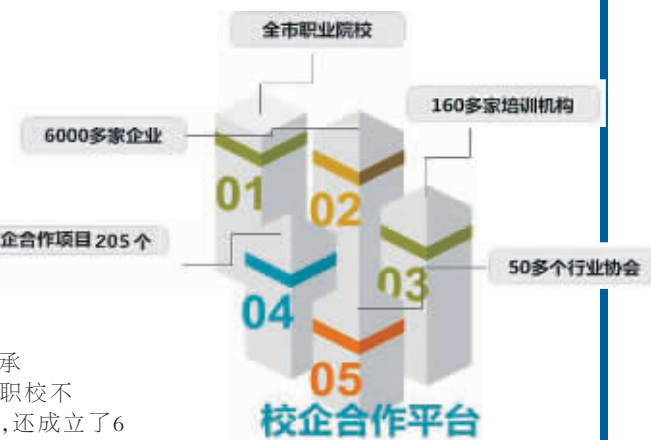 全市职业院校
160多家培训机构
6000多家企业
01
02
企合作项目205个
50多个行业协会
03
04
承
职校不
05
,还成立了6
校企合作平台